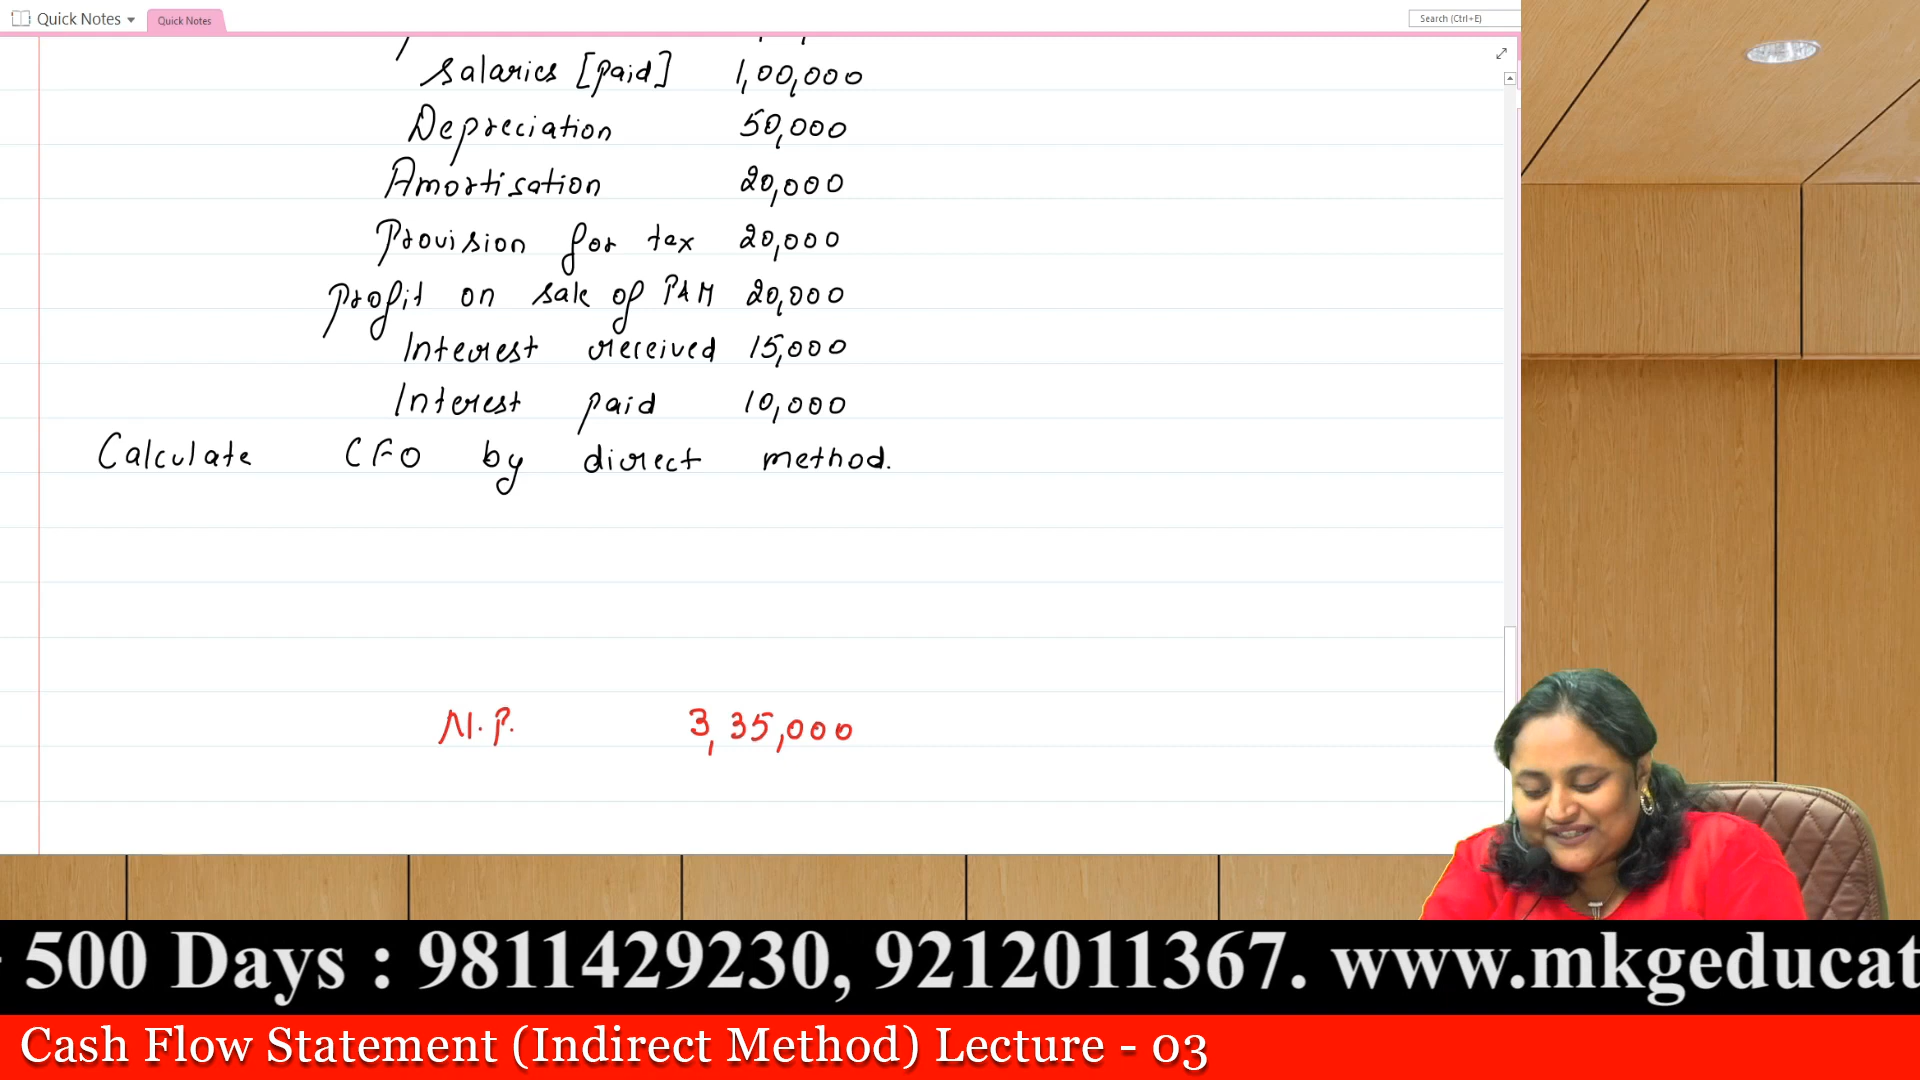 Quick Notes
Quick Notes
Search (Ctrl+E)
Salaries [paid] 1,00,000
Depreciation 50,000
Amortisation 20,000
Provision for tax 20,000
Profit on sale of P&M 20,000
Interest received 15,000
Interest paid 10,000
Calculate CFO by direct method.
N.P. 3,35,000
500 Days : 9811429230, 9212011367. www.mkgeducat
Cash Flow Statement (Indirect Method) Lecture - 03